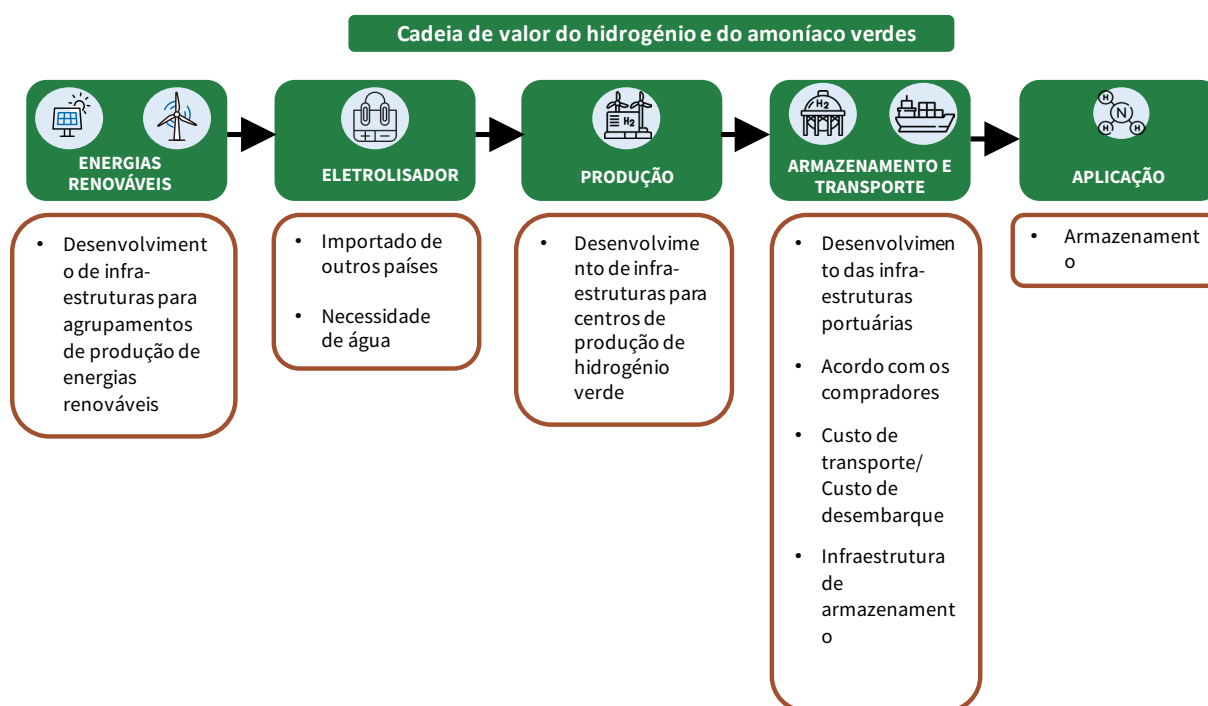 Cadeia de valor do hidrogénio e do amoníaco verdes
ENERGIAS
RENOVÁVEIS
• Desenvolviment
o de infra-
estruturas para
agrupamentos
de produção de
energias
renováveis
ELETROLISADOR
• Importado de
outros países
• Necessidade
de água
H₂
PRODUÇÃO
• Desenvolvime
nto de infra-
estruturas para
centros de
produção de
hidrogénio
verde
H₂
ARMAZENAMENTO E
TRANSPORTE
• Desenvolvimen
to das infra-
estruturas
portuárias
• Acordo com os
compradores
• Custo de
transporte/
Custo de
desembarque
• Infraestrutura
de
armazenament
o
H
N
H H
APLICAÇÃO
• Armazenament
o